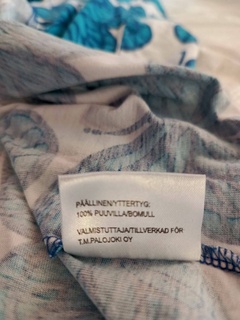 PÄÄLLINEN/YTTERTYG:
100% PUUVILLA/BOMULL
VALMISTUTTAJA/TILLVERKAD FÖR
T.M.PALOJOKI OY